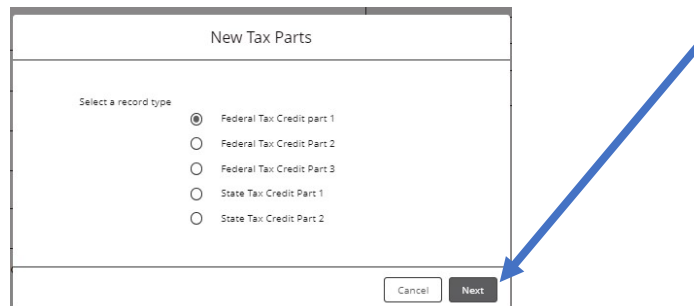 New Tax Parts
Select a record type
Federal Tax Credit part 1
Federal Tax Credit Part 2
Federal Tax Credit Part 3
State Tax Credit Part 1
State Tax Credit Part 2
Cancel Next